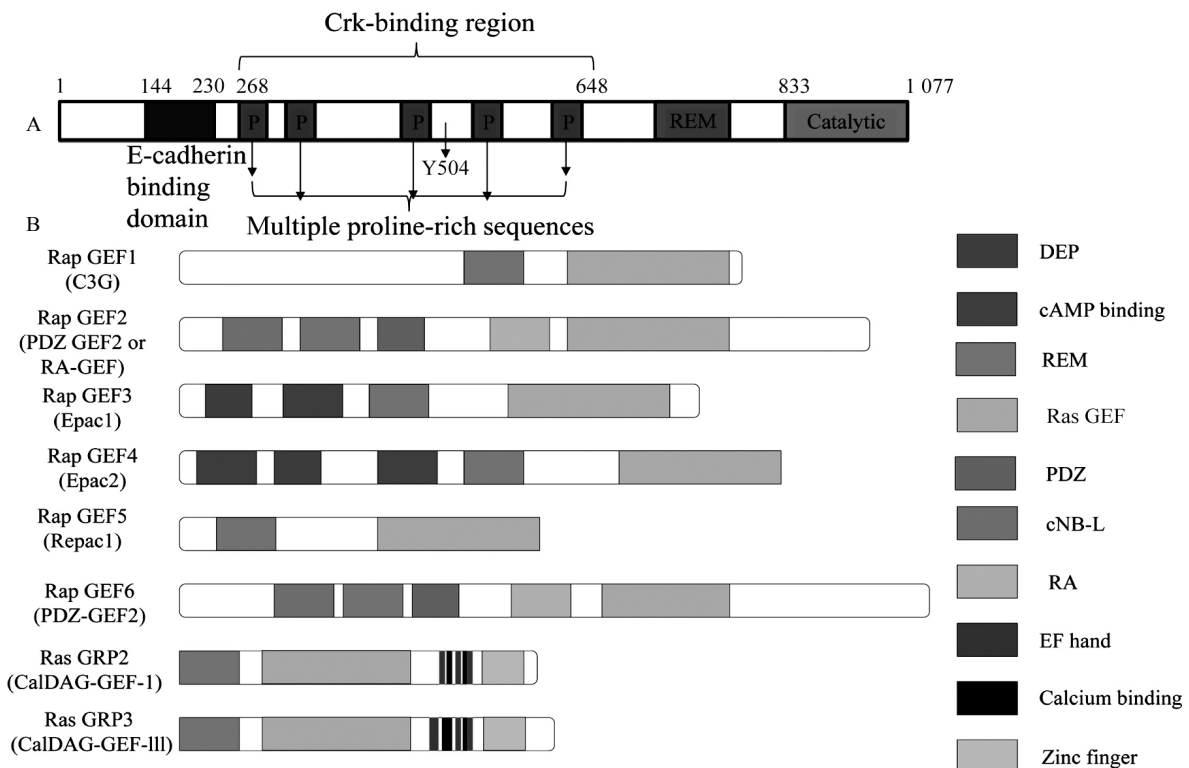 Crk-binding region
1 144 230 268 648 833 1 077
A P P P P P REM Catalytic
E-cadherin
binding
domain
Y504
Multiple proline-rich sequences
B
Rap GEF1
(C3G)
Rap GEF2
(PDZ GEF2 or
RA-GEF)
Rap GEF3
(Epac1)
Rap GEF4
(Epac2)
Rap GEF5
(Repac1)
Rap GEF6
(PDZ-GEF2)
Ras GRP2
(CalDAG-GEF-1)
Ras GRP3
(CalDAG-GEF-lll)
DEP
cAMP binding
REM
Ras GEF
PDZ
cNB-L
RA
EF hand
Calcium binding
Zinc finger